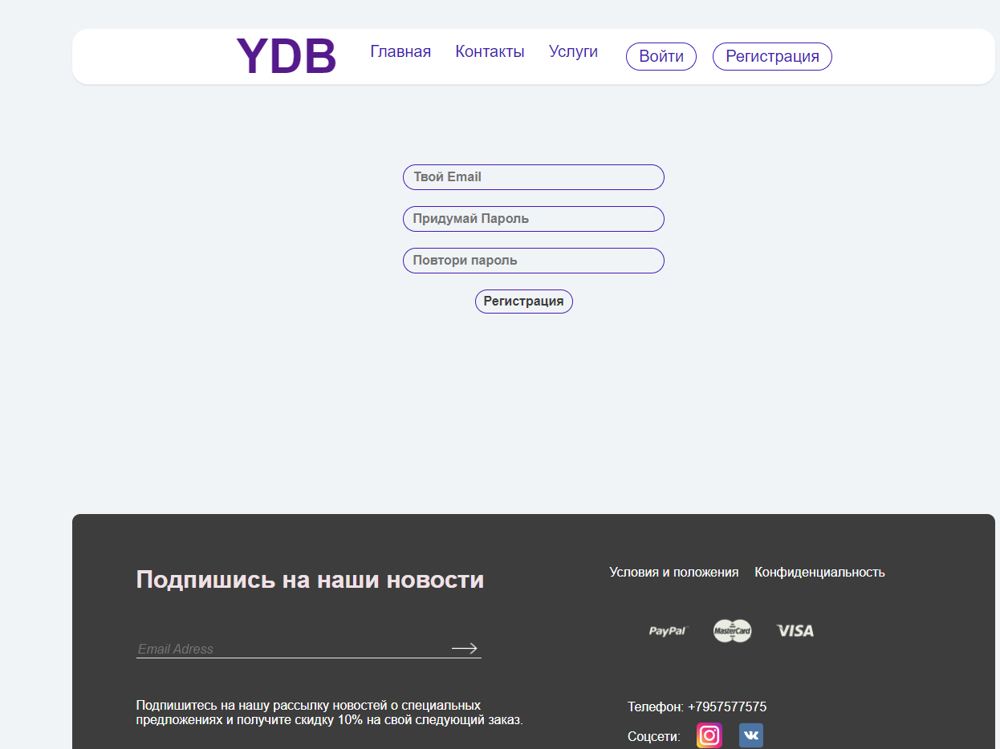 YDB Главная Контакты Услуги Войти Регистрация
Твой Email
Придумай Пароль
Повтори пароль
Регистрация
Подпишись на наши новости
Условия и положения Конфиденциальность
PayPal MasterCard VISA
Email Adress
Подпишитесь на нашу рассылку новостей о специальных
предложениях и получите скидку 10% на свой следующий заказ.
Телефон: +7957577575
Соцсети: